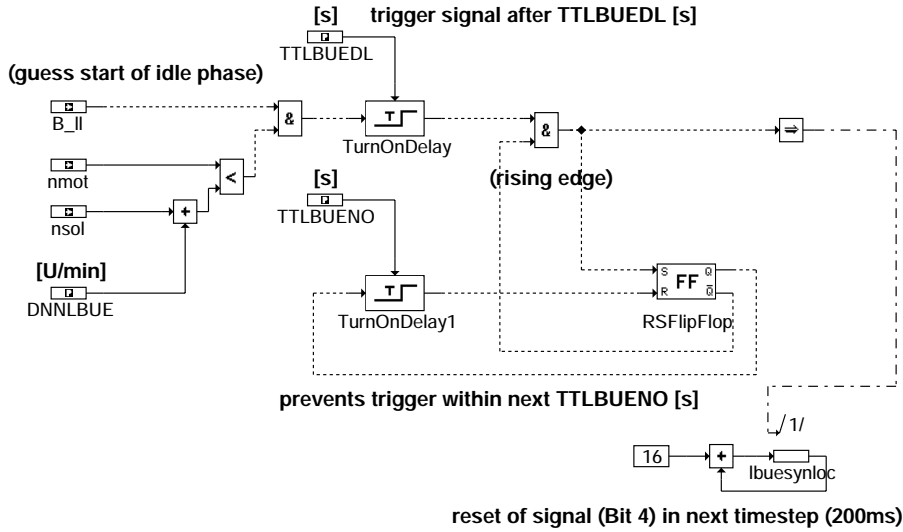 [s] trigger signal after TTLBUEDL [s]
TTLBUEDL
(guess start of idle phase)
B_ll
&
T
TurnOnDelay
&
⇒
nmot
<
[s]
(rising edge)
nsol
+
TTLBUENO
[U/min]
DNNLBUE
T
TurnOnDelay1
S Q
FF
R Q̅
RSFlipFlop
prevents trigger within next TTLBUENO [s]
/1/
16
+
lbuesynloc
reset of signal (Bit 4) in next timestep (200ms)